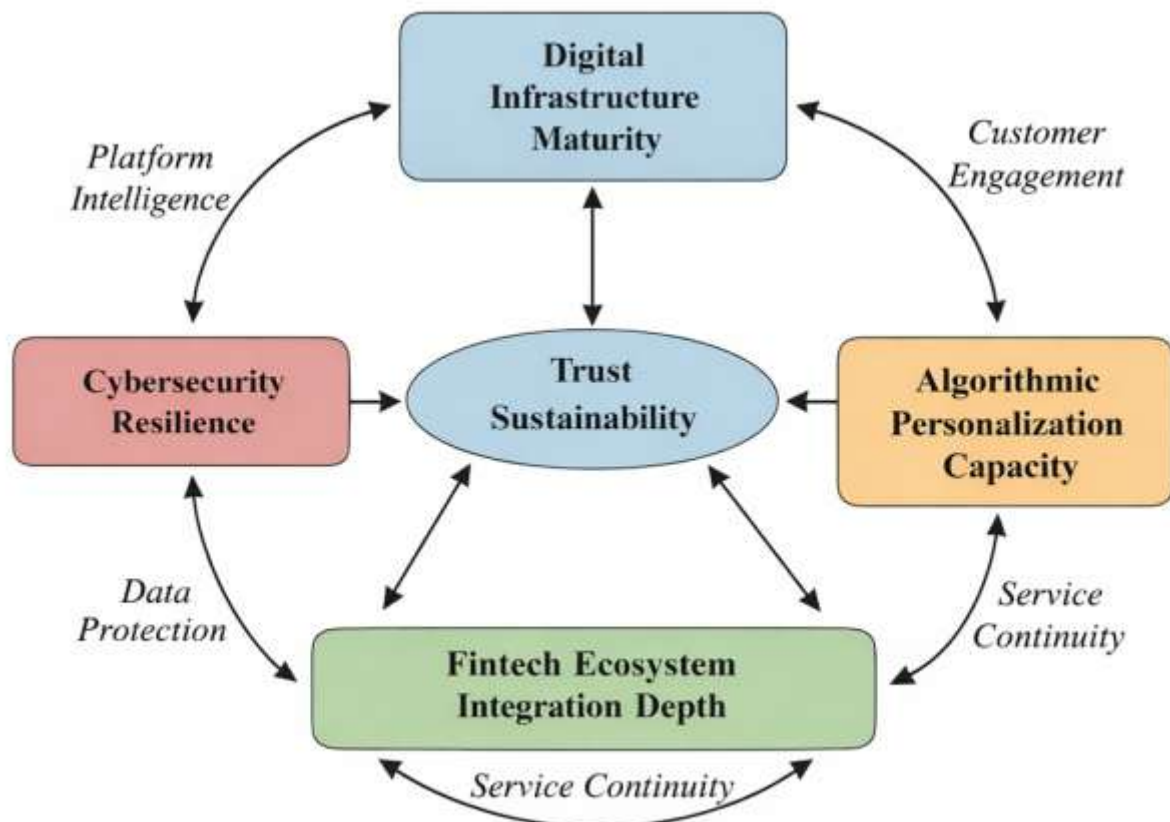 Digital
Infrastructure
Maturity
Platform
Intelligence
Customer
Engagement
Cybersecurity
Resilience
Trust
Sustainability
Algorithmic
Personalization
Capacity
Data
Protection
Service
Continuity
Fintech Ecosystem
Integration Depth
Service Continuity